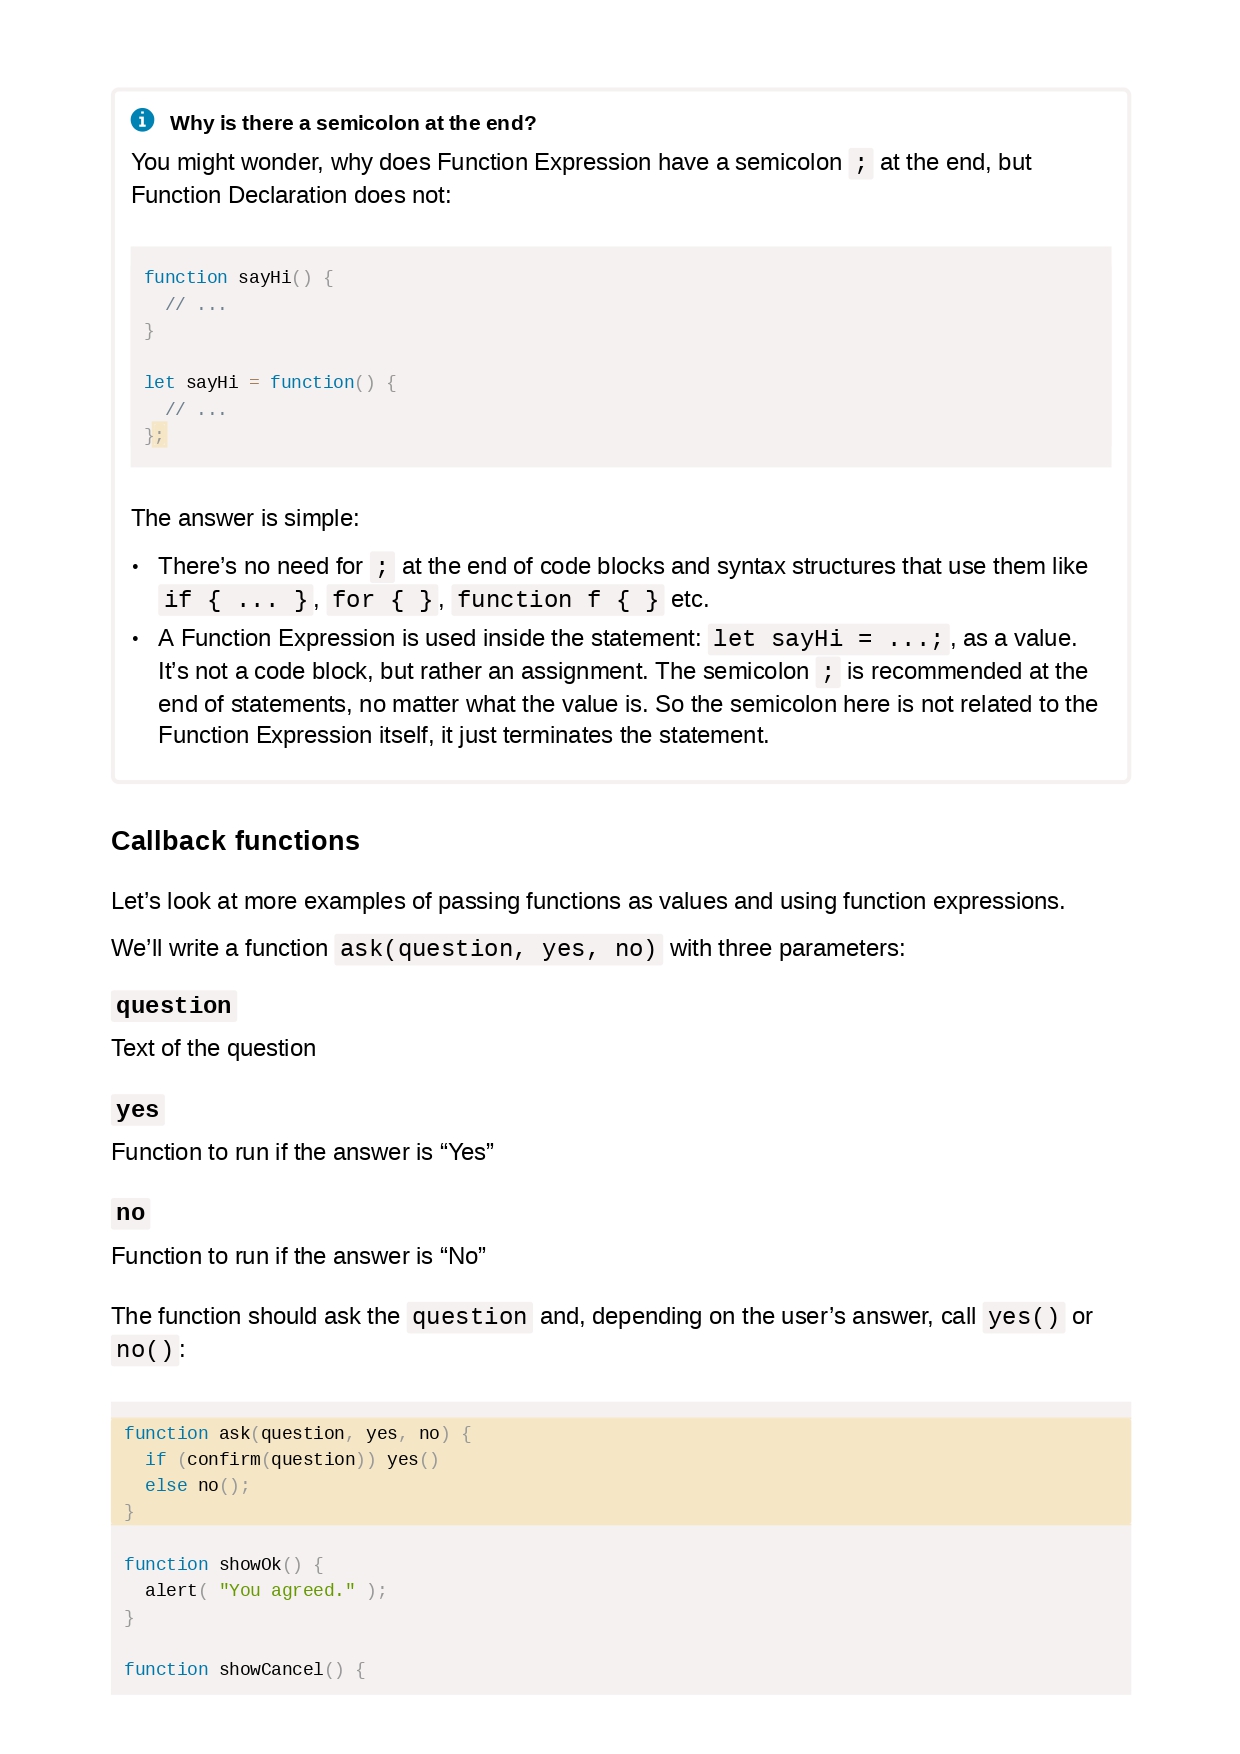 Why is there a semicolon at the end?
You might wonder, why does Function Expression have a semicolon ; at the end, but
Function Declaration does not:
function sayHi() {
  // ...
}
let sayHi = function() {
  // ...
};
The answer is simple:
• There’s no need for ; at the end of code blocks and syntax structures that use them like
if { ... }, for { }, function f { } etc.
• A Function Expression is used inside the statement: let sayHi = ...;, as a value.
It’s not a code block, but rather an assignment. The semicolon ; is recommended at the
end of statements, no matter what the value is. So the semicolon here is not related to the
Function Expression itself, it just terminates the statement.
Callback functions
Let’s look at more examples of passing functions as values and using function expressions.
We’ll write a function ask(question, yes, no) with three parameters:
question
Text of the question
yes
Function to run if the answer is “Yes”
no
Function to run if the answer is “No”
The function should ask the question and, depending on the user’s answer, call yes() or
no():
function ask(question, yes, no) {
  if (confirm(question)) yes()
  else no();
}
function showOk() {
  alert( "You agreed." );
}
function showCancel() {